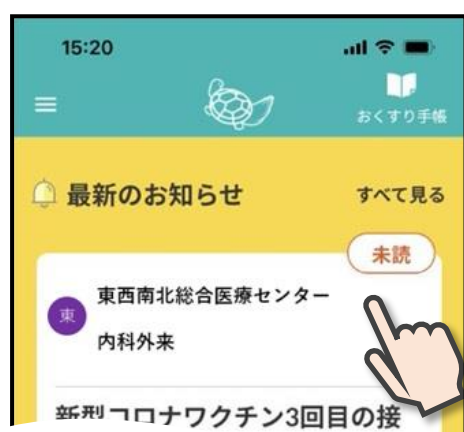 15:20
おくすり手帳
最新のお知らせ すべて見る
未読
東西南北総合医療センター
東
内科外来
新型コロナワクチン3回目の接